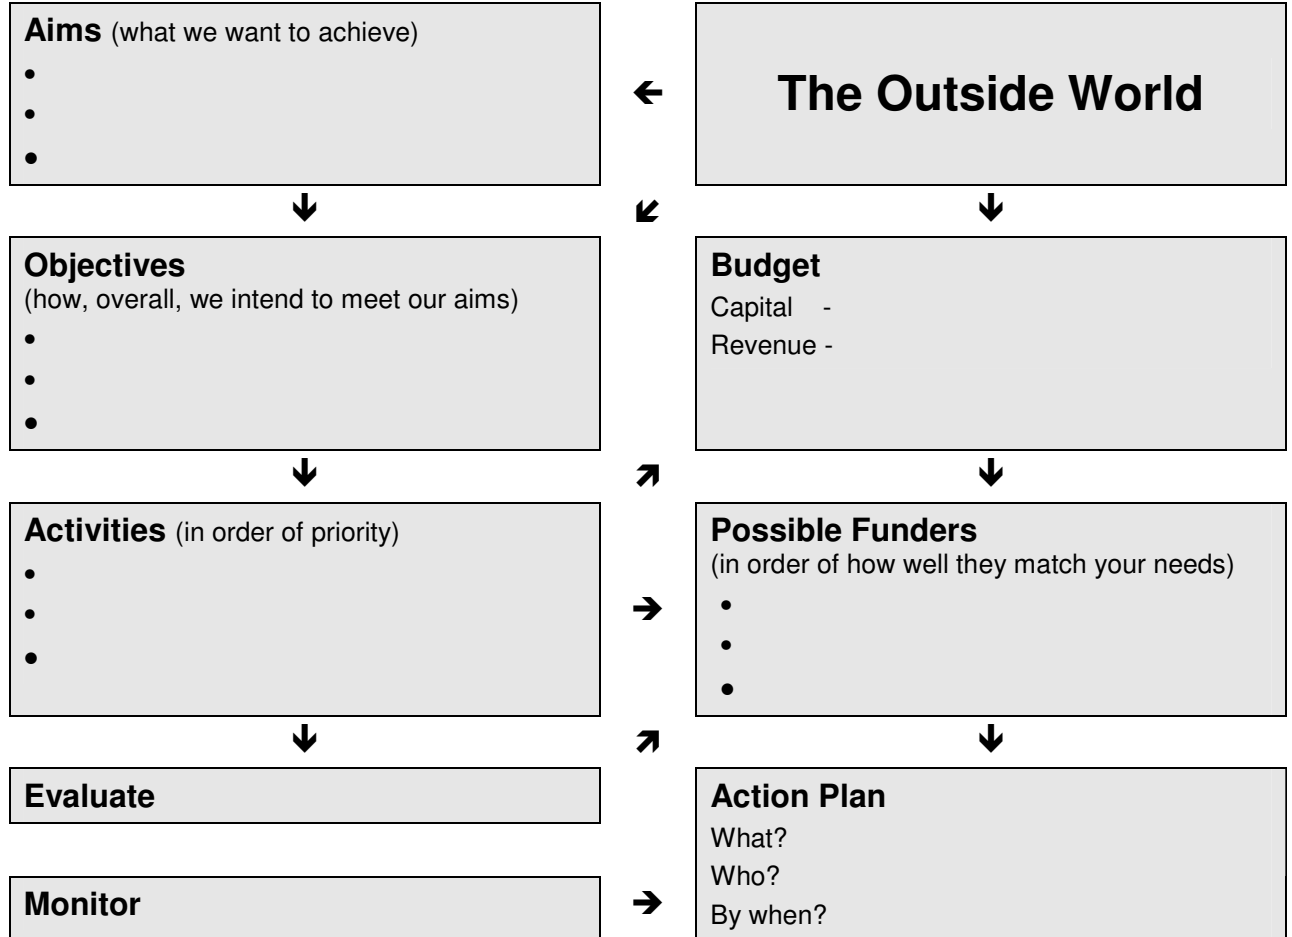 Aims (what we want to achieve)
•
•
•
The Outside World
Objectives
(how, overall, we intend to meet our aims)
•
•
•
Budget
Capital -
Revenue -
Activities (in order of priority)
•
•
•
Possible Funders
(in order of how well they match your needs)
•
•
•
Evaluate
Monitor
Action Plan
What?
Who?
By when?